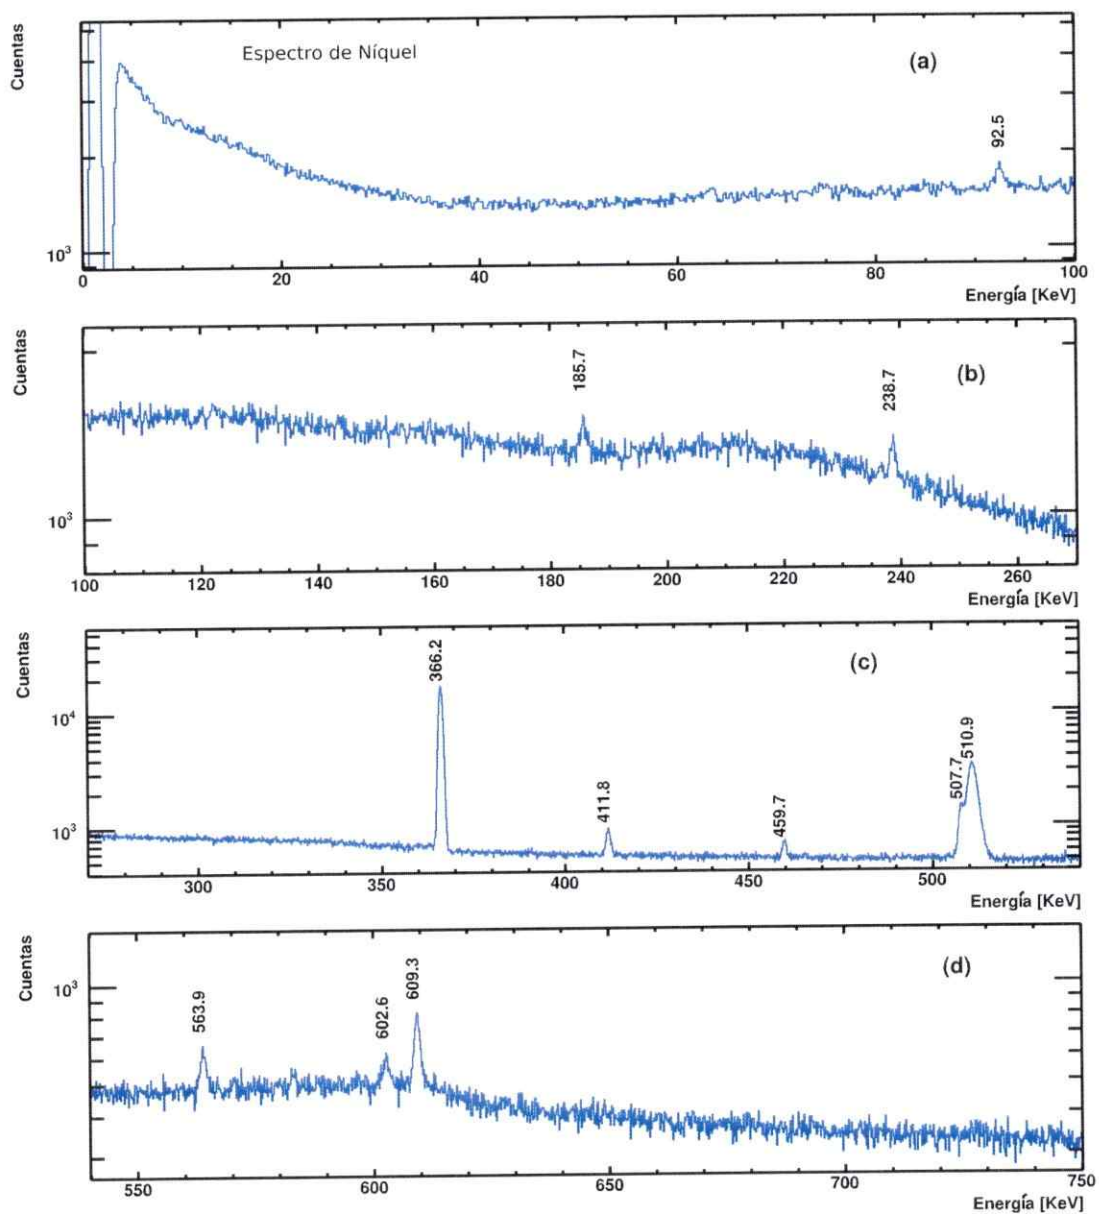 Cuentas
Espectro de Níquel
(a)
92.5
10³
0 20 40 60 80 100
Energía [KeV]
Cuentas
185.7
238.7
(b)
10³
100 120 140 160 180 200 220 240 260
Energía [KeV]
Cuentas
366.2
411.8
459.7
507.7
510.9
(c)
10⁴
10³
300 350 400 450 500
Energía [KeV]
Cuentas
563.9
602.6
609.3
(d)
10³
550 600 650 700 750
Energía [KeV]